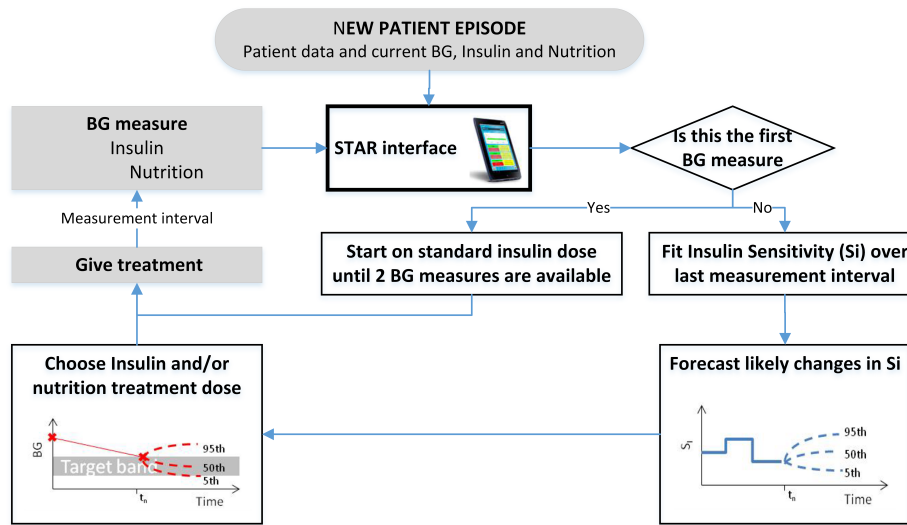 NEW PATIENT EPISODE
Patient data and current BG, Insulin and Nutrition
BG measure
Insulin
Nutrition
STAR interface
Is this the first
BG measure
Measurement interval
Yes
No
Give treatment
Start on standard insulin dose
until 2 BG measures are available
Fit Insulin Sensitivity (Si) over
last measurement interval
Choose Insulin and/or
nutrition treatment dose
BG
Target band
95th
50th
5th
tn
Time
Forecast likely changes in Si
SI
95th
50th
5th
tn
Time